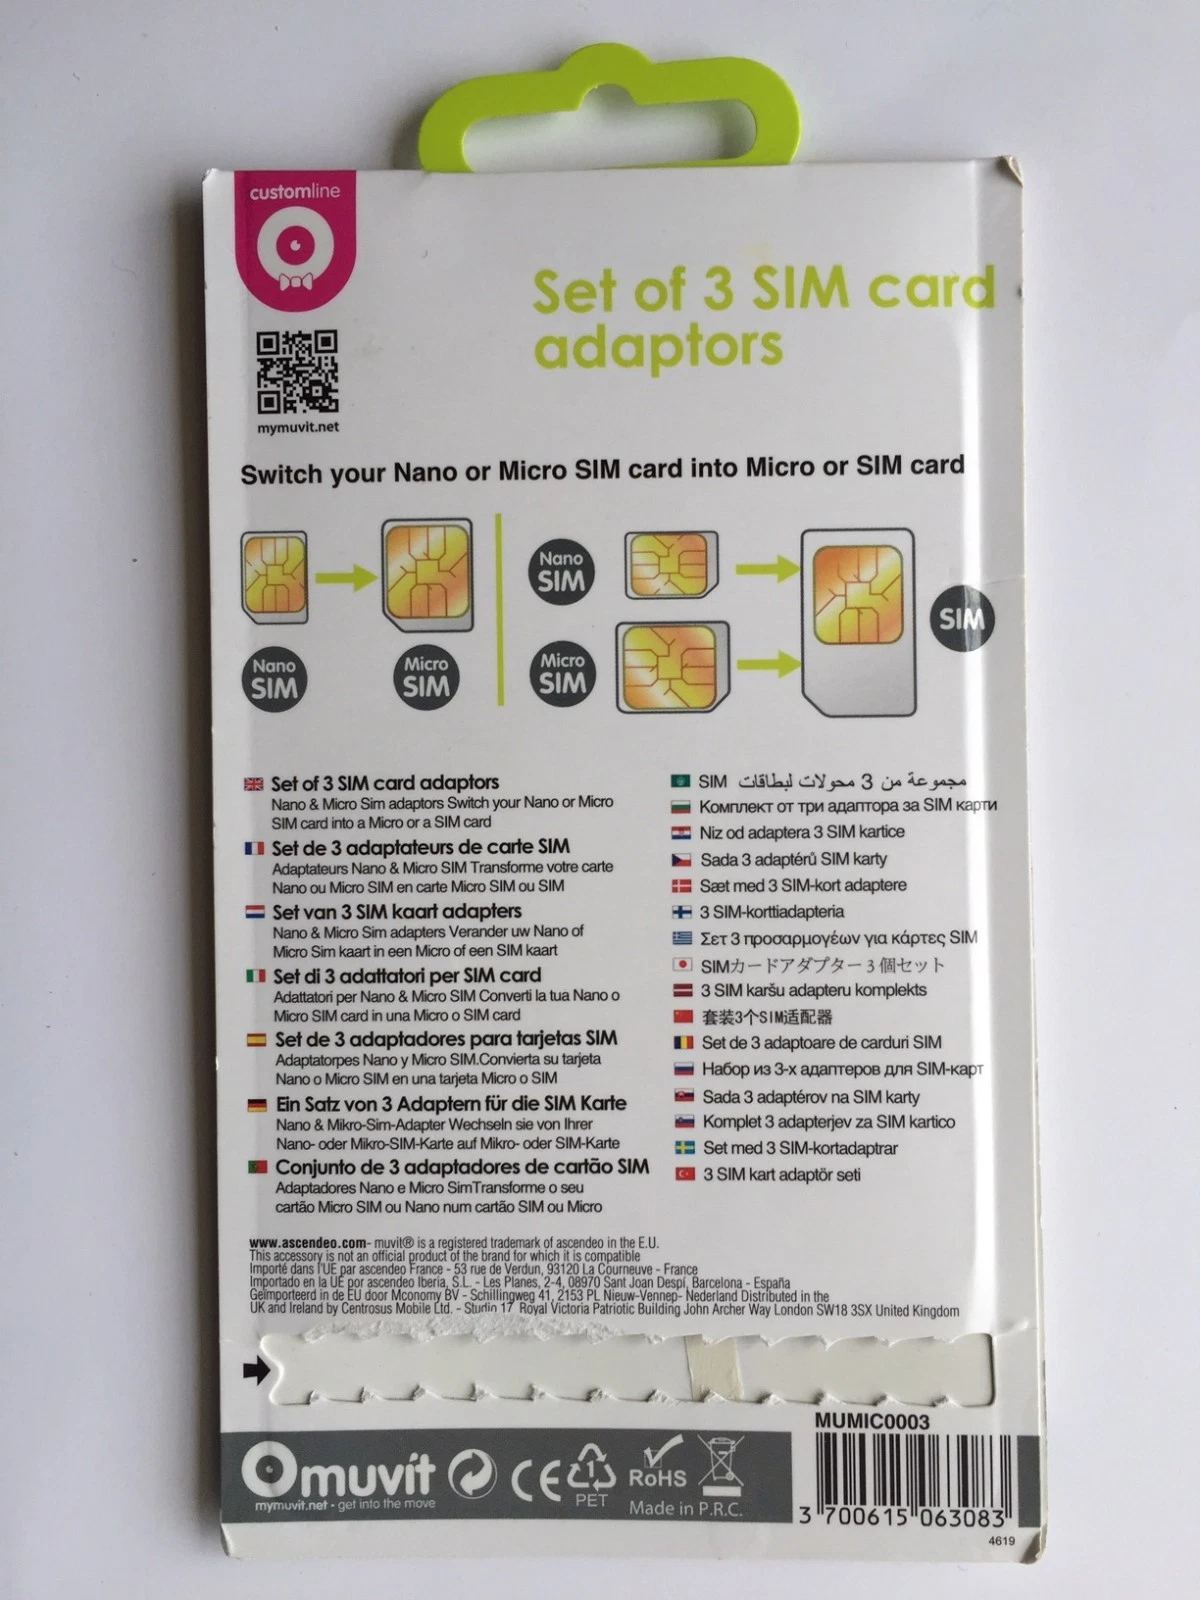 customline
mymuvit.net
Set of 3 SIM card
adaptors
Switch your Nano or Micro SIM card into Micro or SIM card
Nano
SIM
Micro
SIM
Nano
SIM
Micro
SIM
SIM
Set of 3 SIM card adaptors
Nano & Micro Sim adaptors Switch your Nano or Micro
SIM card into a Micro or a SIM card
Set de 3 adaptateurs de carte SIM
Adaptateurs Nano & Micro SIM Transforme votre carte
Nano ou Micro SIM en carte Micro SIM ou SIM
Set van 3 SIM kaart adapters
Nano & Micro Sim adapters Verander uw Nano of
Micro Sim kaart in een Micro of een SIM kaart
Set di 3 adattatori per SIM card
Adattatori per Nano & Micro SIM Converti la tua Nano o
Micro SIM card in una Micro o SIM card
Set de 3 adaptadores para tarjetas SIM
Adaptatorpes Nano y Micro SIM.Convierta su tarjeta
Nano o Micro SIM en una tarjeta Micro o SIM
Ein Satz von 3 Adaptern für die SIM Karte
Nano & Mikro-Sim-Adapter Wechseln sie von Ihrer
Nano- oder Mikro-SIM-Karte auf Mikro- oder SIM-Karte
Conjunto de 3 adaptadores de cartão SIM
Adaptadores Nano e Micro SimTransforme o seu
cartão Micro SIM ou Nano num cartão SIM ou Micro
مجموعة من 3 محولات لبطاقات SIM
Комплект от три адаптора за SIM карти
Niz od adaptera 3 SIM kartice
Sada 3 adaptérů SIM karty
Sæt med 3 SIM-kort adaptere
3 SIM-korttiadapteria
Σετ 3 προσαρμογέων για κάρτες SIM
SIMカードアダプター3個セット
3 SIM karšu adapteru komplekts
套装3个SIM适配器
Set de 3 adaptoare de carduri SIM
Набор из 3-х адаптеров для SIM-карт
Sada 3 adaptérov na SIM karty
Komplet 3 adapterjev za SIM kartico
Set med 3 SIM-kortadaptrar
3 SIM kart adaptör seti
www.ascendeo.com- muvit® is a registered trademark of ascendeo in the E.U.
This accessory is not an official product of the brand for which it is compatible
Importé dans l'UE par ascendeo France - 53 rue de Verdun, 93120 La Courneuve - France
Importado en la UE por ascendeo Iberia, S.L. - Les Planes, 2-4, 08970 Sant Joan Despí, Barcelona - España
Geïmporteerd in de EU door Mconomy BV - Schillingweg 41, 2153 PL Nieuw-Vennep- Nederland Distributed in the
UK and Ireland by Centrosus Mobile Ltd. - Studio 17 Royal Victoria Patriotic Building John Archer Way London SW18 3SX United Kingdom
MUMIC0003
muvit
mymuvit.net - get into the move
CE
1
PET
RoHS
Made in P.R.C.
3 700615 063083
4619